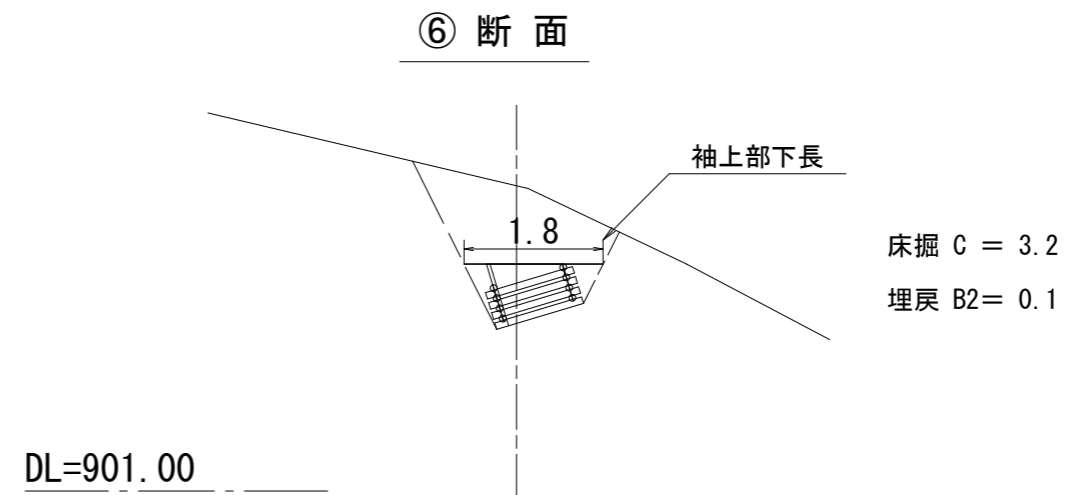 ⑥ 断 面
袖上部下長
1.8
床掘 C = 3.2
埋戻 B2= 0.1
DL=901.00